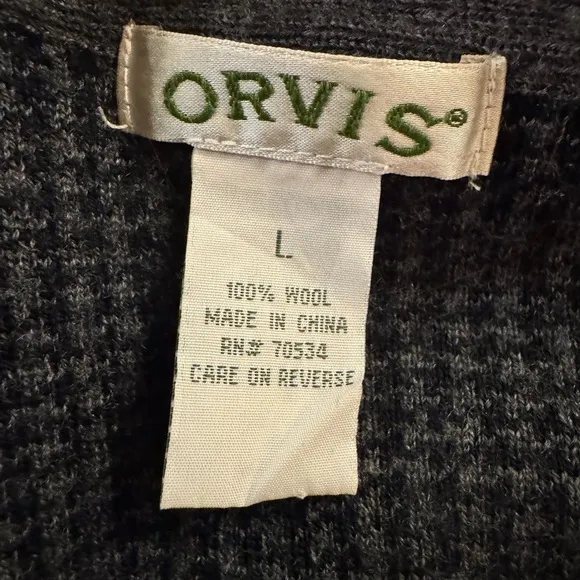 ORVIS®
L
100% WOOL
MADE IN CHINA
RN# 70534
CARE ON REVERSE